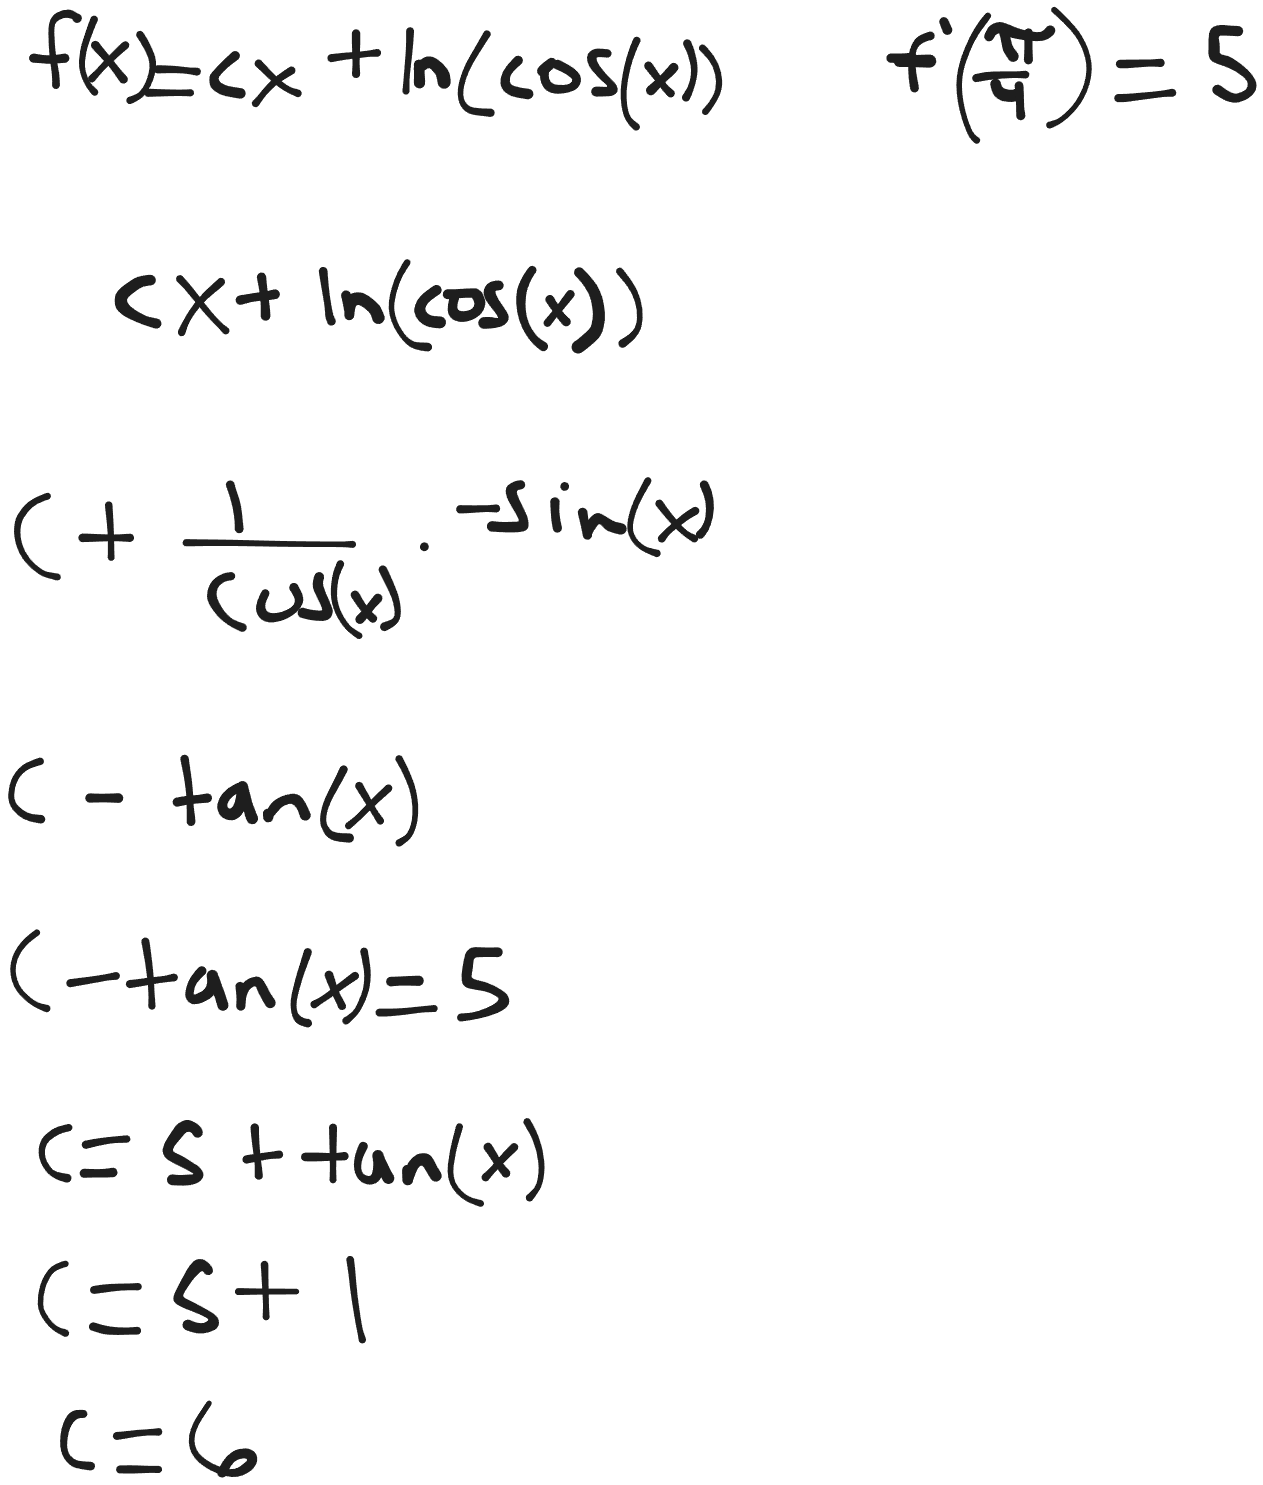 f(x)=cx + ln(cos(x)) f'(π/4) = 5
cx + ln(cos(x))
c + 1/cos(x) · -sin(x)
c - tan(x)
c - tan(x) = 5
c = 5 + tan(x)
c = 5 + 1
c = 6